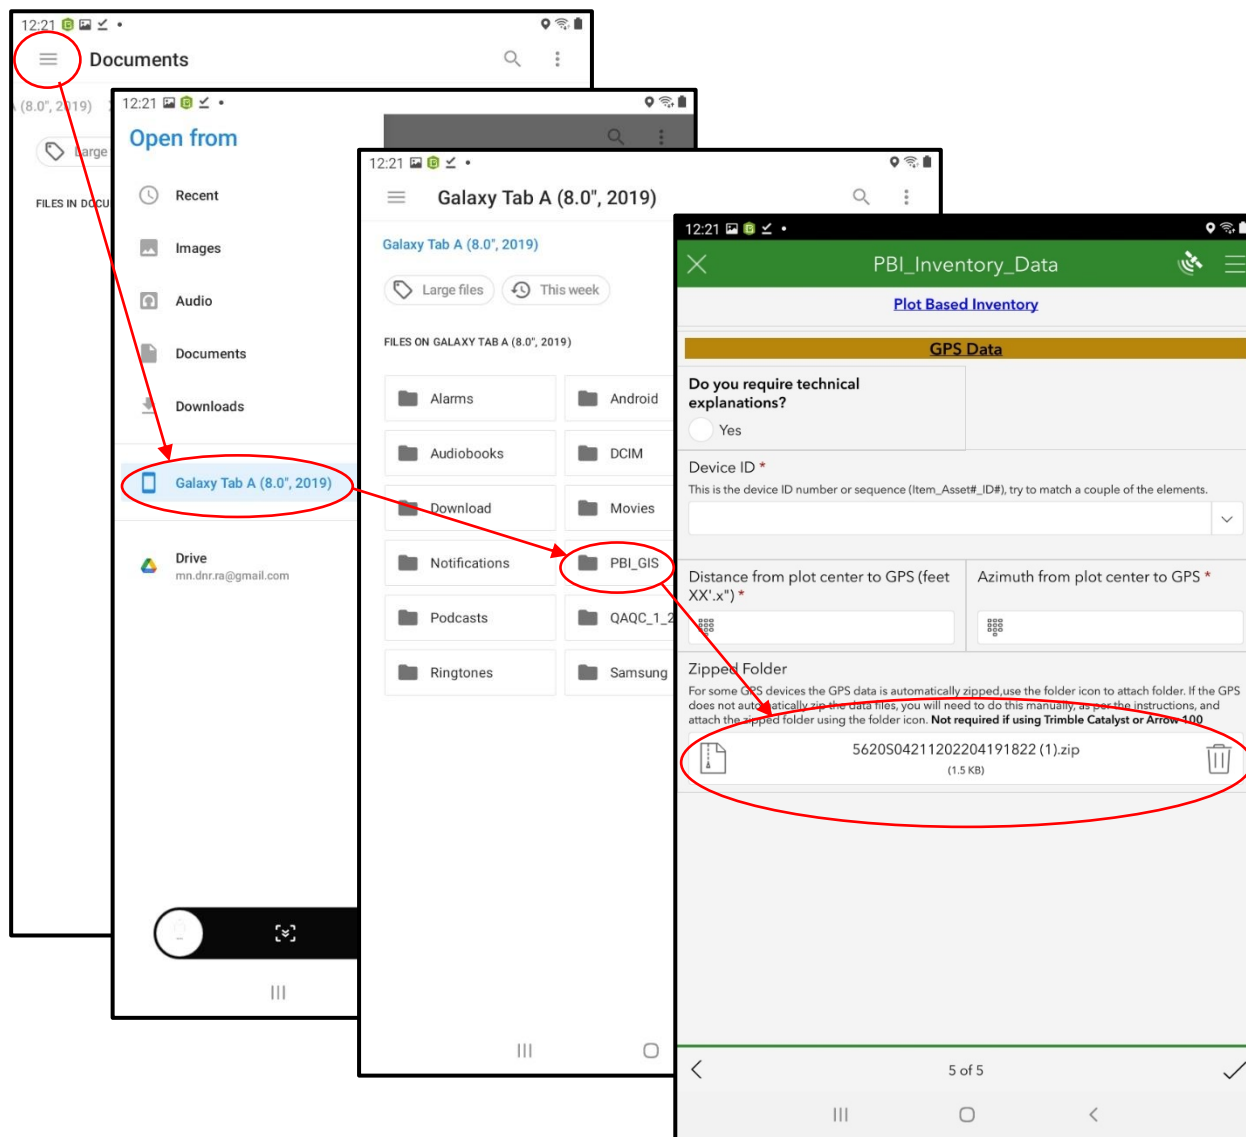 12:21
Documents
(8.0", 2019)
Large
FILES IN DOCU
12:21
Open from
Recent
Images
Audio
Documents
Downloads
Galaxy Tab A (8.0", 2019)
Drive
mn.dnr.ra@gmail.com
12:21
Galaxy Tab A (8.0", 2019)
Galaxy Tab A (8.0", 2019)
Large files
This week
FILES ON GALAXY TAB A (8.0", 2019)
Alarms
Android
Audiobooks
DCIM
Download
Movies
Notifications
PBI_GIS
Podcasts
QAQC_1_2
Ringtones
Samsung
12:21
PBI_Inventory_Data
Plot Based Inventory
GPS Data
Do you require technical
explanations?
Yes
Device ID *
This is the device ID number or sequence (Item_Asset#_ID#), try to match a couple of the elements.
Distance from plot center to GPS (feet
XX'.x") *
Azimuth from plot center to GPS *
Zipped Folder
For some GPS devices the GPS data is automatically zipped,use the folder icon to attach folder. If the GPS
does not automatically zip the data files, you will need to do this manually, as per the instructions, and
attach the zipped folder using the folder icon. Not required if using Trimble Catalyst or Arrow 100
5620S04211202204191822 (1).zip
(1.5 KB)
5 of 5